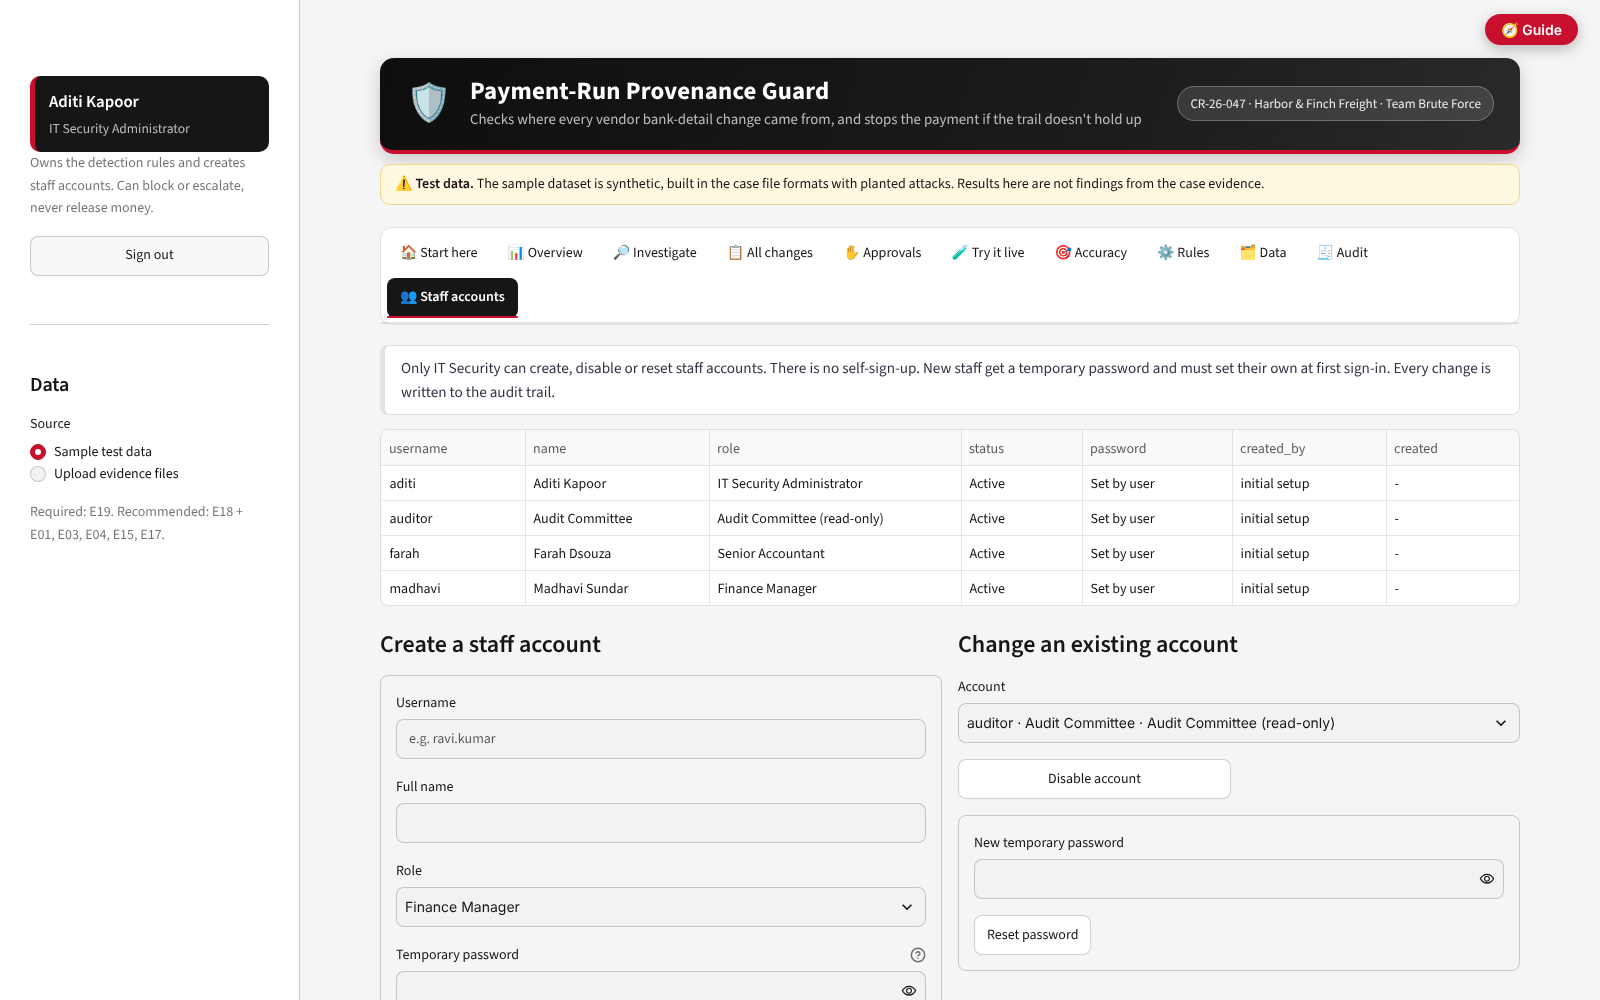 Guide
Aditi Kapoor
IT Security Administrator
Owns the detection rules and creates
staff accounts. Can block or escalate,
never release money.
Sign out
Data
Source
Sample test data
Upload evidence files
Required: E19. Recommended: E18 +
E01, E03, E04, E15, E17.
Payment-Run Provenance Guard
Checks where every vendor bank-detail change came from, and stops the payment if the trail doesn't hold up
CR-26-047 · Harbor & Finch Freight · Team Brute Force
Test data. The sample dataset is synthetic, built in the case file formats with planted attacks. Results here are not findings from the case evidence.
Start here Overview Investigate All changes Approvals Try it live Accuracy Rules Data Audit
Staff accounts
Only IT Security can create, disable or reset staff accounts. There is no self-sign-up. New staff get a temporary password and must set their own at first sign-in. Every change is
written to the audit trail.
username name role status password created_by created
aditi Aditi Kapoor IT Security Administrator Active Set by user initial setup -
auditor Audit Committee Audit Committee (read-only) Active Set by user initial setup -
farah Farah Dsouza Senior Accountant Active Set by user initial setup -
madhavi Madhavi Sundar Finance Manager Active Set by user initial setup -
Create a staff account
Username
e.g. ravi.kumar
Full name
Role
Finance Manager
Temporary password
Change an existing account
Account
auditor · Audit Committee · Audit Committee (read-only)
Disable account
New temporary password
Reset password